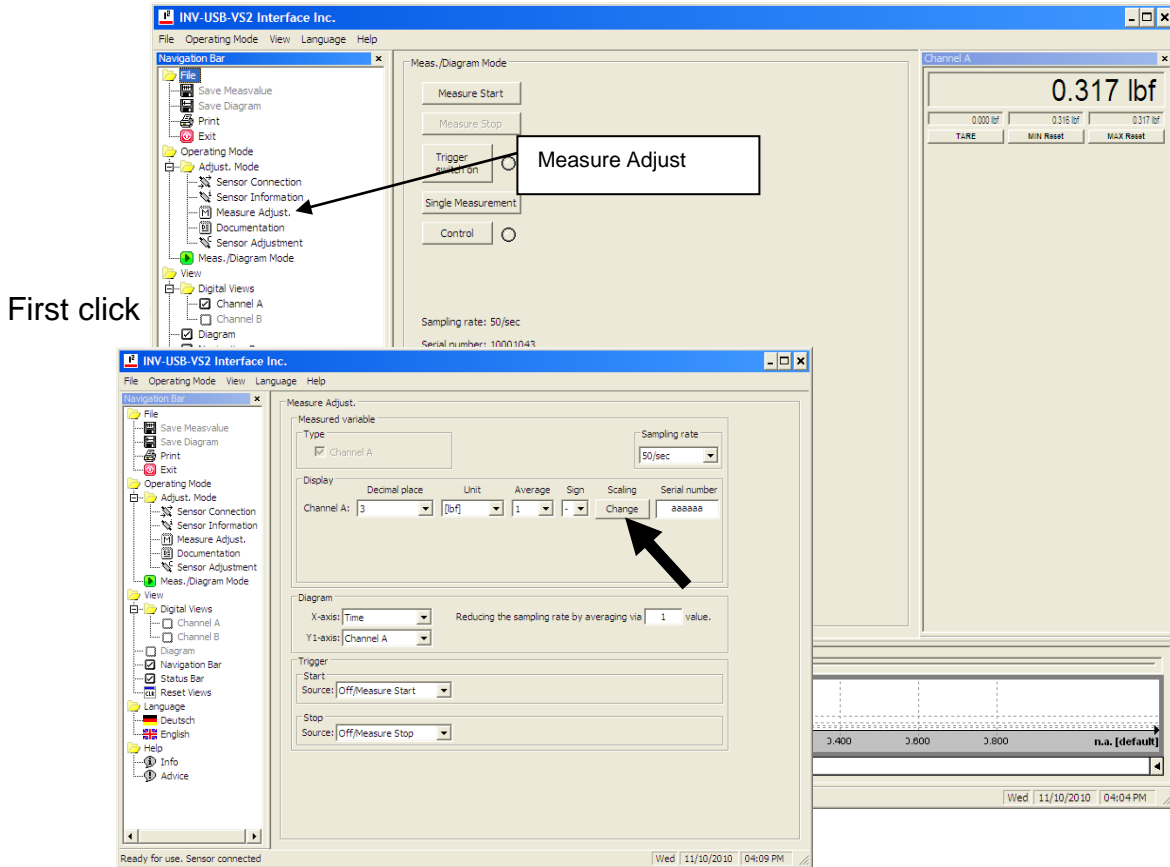 INV-USB-VS2 Interface Inc.
File Operating Mode View Language Help
Navigation Bar
File
Save Measvalue
Save Diagram
Print
Exit
Operating Mode
Adjust. Mode
Sensor Connection
Sensor Information
Measure Adjust.
Documentation
Sensor Adjustment
Meas./Diagram Mode
View
Digital Views
Channel A
Channel B
Diagram
Meas./Diagram Mode
Measure Start
Measure Stop
Trigger
switch on
Single Measurement
Control
Sampling rate: 50/sec
Serial number: 10001043
Measure Adjust
Channel A
0.317 lbf
0.000 lbf 0.316 lbf 0.317 lbf
TARE MIN Reset MAX Reset
First click
INV-USB-VS2 Interface Inc.
File Operating Mode View Language Help
Navigation Bar
File
Save Measvalue
Save Diagram
Print
Exit
Operating Mode
Adjust. Mode
Sensor Connection
Sensor Information
Measure Adjust.
Documentation
Sensor Adjustment
Meas./Diagram Mode
View
Digital Views
Channel A
Channel B
Diagram
Navigation Bar
Status Bar
Reset Views
Language
Deutsch
English
Help
Info
Advice
Measure Adjust.
Measured variable
Type
Channel A
Sampling rate
50/sec
Display
Decimal place Unit Average Sign Scaling Serial number
Channel A: 3 [lbf] 1 - Change aaaaaa
Diagram
X-axis: Time Reducing the sampling rate by averaging via 1 value.
Y1-axis: Channel A
Trigger
Start
Source: Off/Measure Start
Stop
Source: Off/Measure Stop
Ready for use. Sensor connected
Wed 11/10/2010 04:09 PM
3.400 3.600 3.800 n.a. [default]
Wed 11/10/2010 04:04 PM